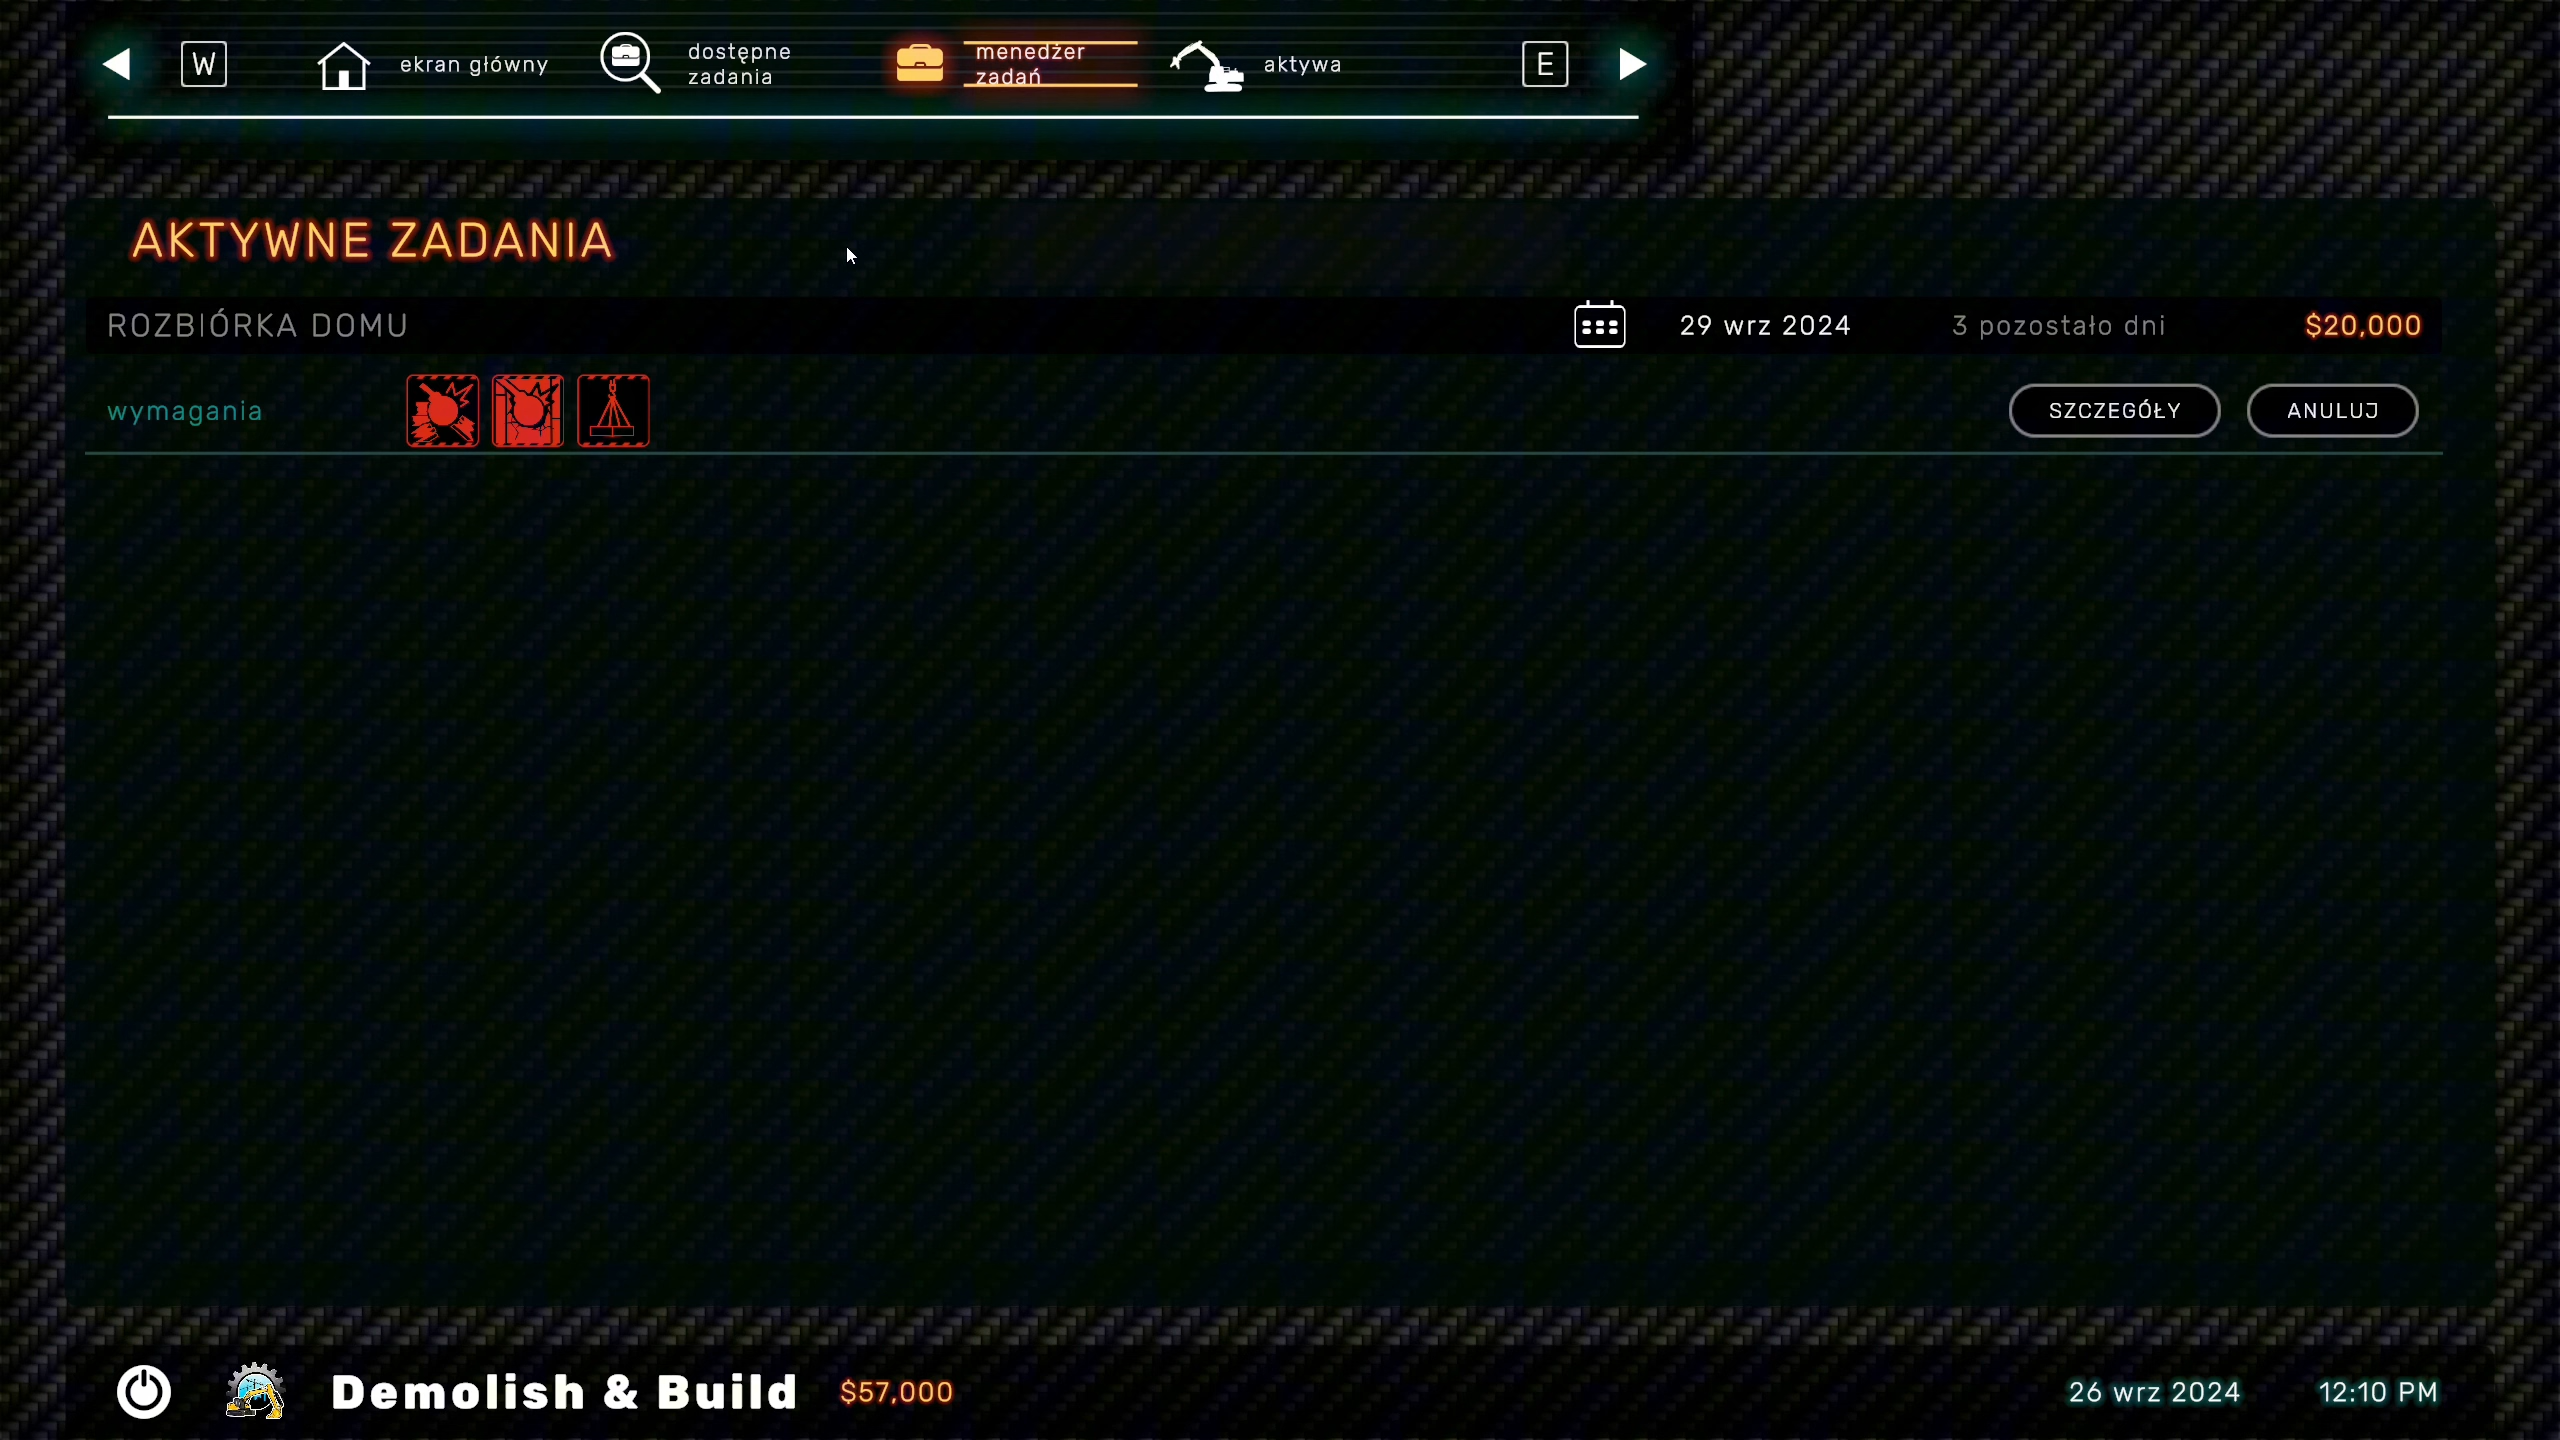 W
ekran główny
dostępne
zadania
menedżer
zadań
aktywa
E
AKTYWNE ZADANIA
ROZBIÓRKA DOMU
29 wrz 2024
3 pozostało dni
$20,000
wymagania
SZCZEGÓŁY
ANULUJ
Demolish & Build
$57,000
26 wrz 2024
12:10 PM